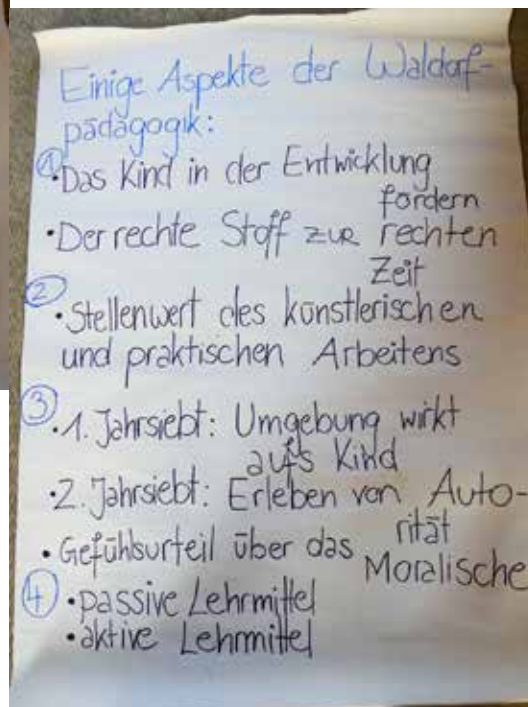 Einige Aspekte der Waldorf-
pädagogik:
① • Das Kind in der Entwicklung
fördern
• Der rechte Stoff zur rechten
Zeit
② • Stellenwert des künstlerischen
und praktischen Arbeitens
③ • 1. Jahrsiebt: Umgebung wirkt
aufs Kind
• 2. Jahrsiebt: Erleben von Auto-
rität
• Gefühlsurteil über das
Moralische
④ • passive Lehrmittel
• aktive Lehrmittel